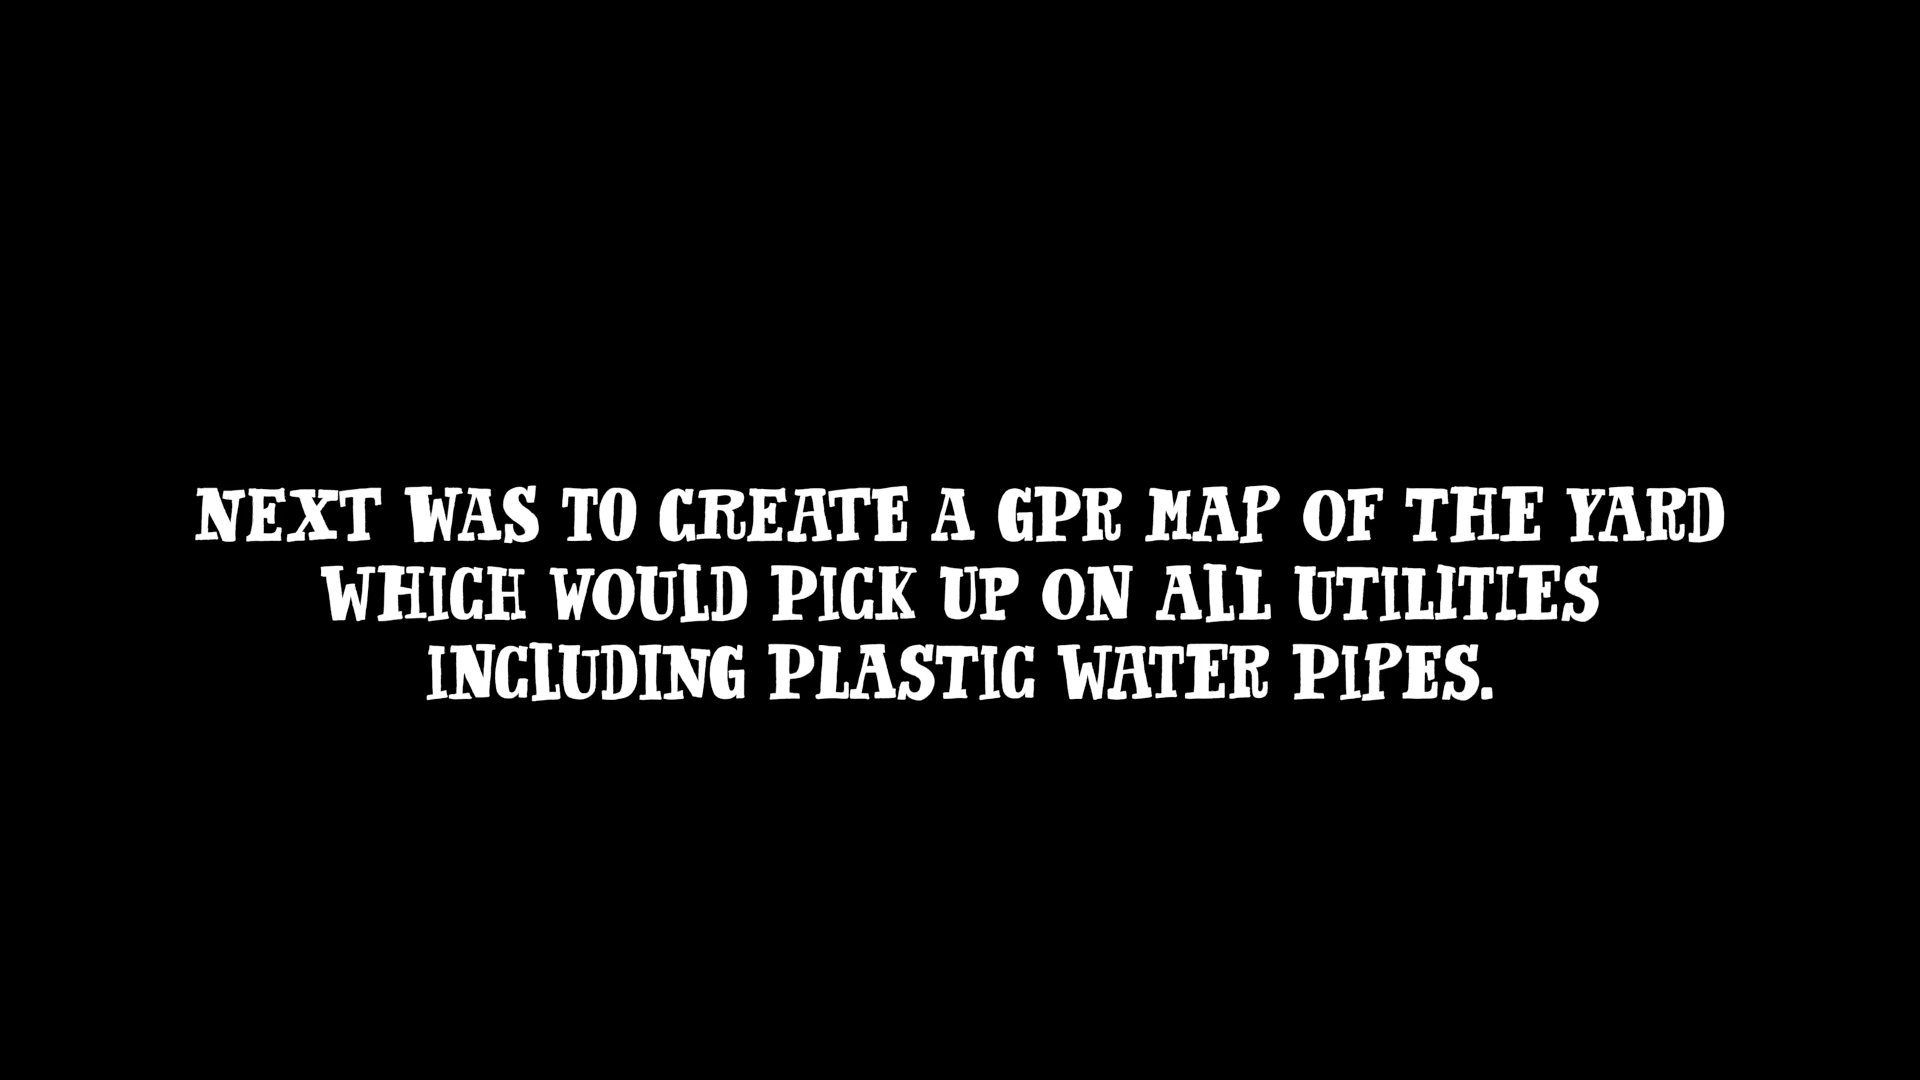 NEXT WAS TO CREATE A GPR MAP OF THE YARD
WHICH WOULD PICK UP ON ALL UTILITIES
INCLUDING PLASTIC WATER PIPES.